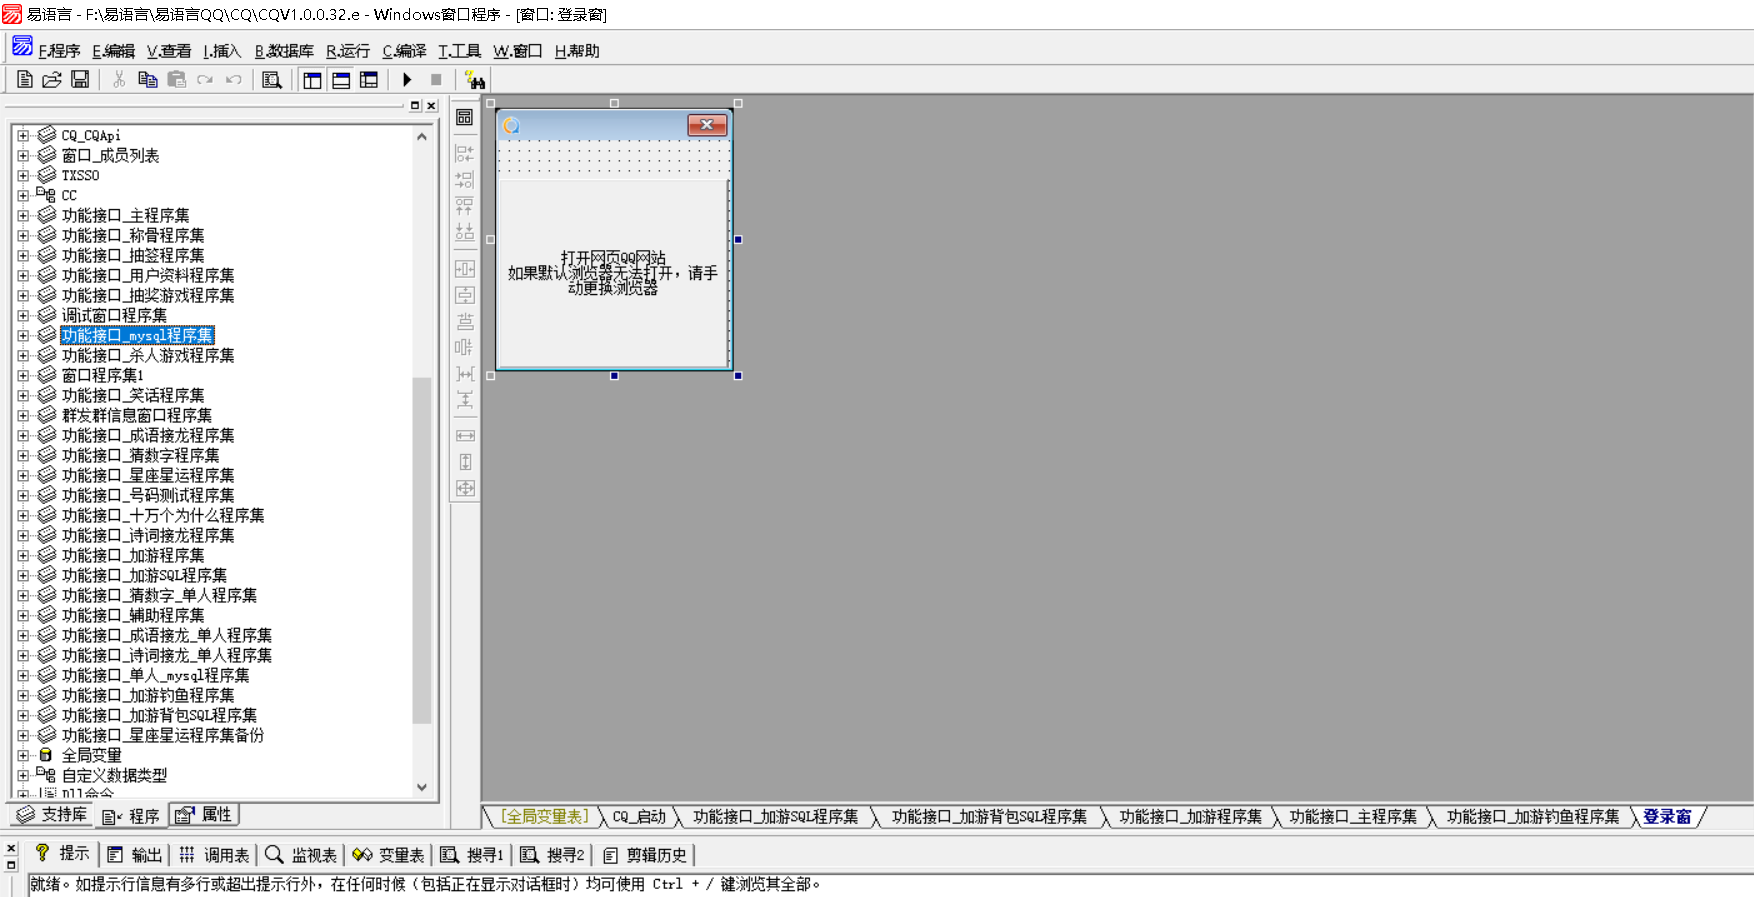 易语言 - F:\易语言\易语言QQ\CQ\CQV1.0.0.32.e - Windows窗口程序 - [窗口: 登录窗]
F.程序 E.编辑 V.查看 I.插入 B.数据库 R.运行 C.编译 T.工具 W.窗口 H.帮助
CQ_CQApi
窗口_成员列表
TXSSO
CC
功能接口_主程序集
功能接口_称骨程序集
功能接口_抽签程序集
功能接口_用户资料程序集
功能接口_抽奖游戏程序集
调试窗口程序集
功能接口_mysql程序集
功能接口_杀人游戏程序集
窗口程序集1
功能接口_笑话程序集
群发群信息窗口程序集
功能接口_成语接龙程序集
功能接口_猜数字程序集
功能接口_星座星运程序集
功能接口_号码测试程序集
功能接口_十万个为什么程序集
功能接口_诗词接龙程序集
功能接口_加游程序集
功能接口_加游SQL程序集
功能接口_猜数字_单人程序集
功能接口_辅助程序集
功能接口_成语接龙_单人程序集
功能接口_诗词接龙_单人程序集
功能接口_单人_mysql程序集
功能接口_加游钓鱼程序集
功能接口_加游背包SQL程序集
功能接口_星座星运程序集备份
全局变量
自定义数据类型
Dll命令
支持库 程序 属性
打开网页QQ网站
如果默认浏览器无法打开，请手
动更换浏览器
[全局变量表] CQ_启动 功能接口_加游SQL程序集 功能接口_加游背包SQL程序集 功能接口_加游程序集 功能接口_主程序集 功能接口_加游钓鱼程序集 登录窗
提示 输出 调用表 监视表 变量表 搜寻1 搜寻2 剪辑历史
就绪。如提示行信息有多行或超出提示行外，在任何时候（包括正在显示对话框时）均可使用 Ctrl + / 键浏览其全部。